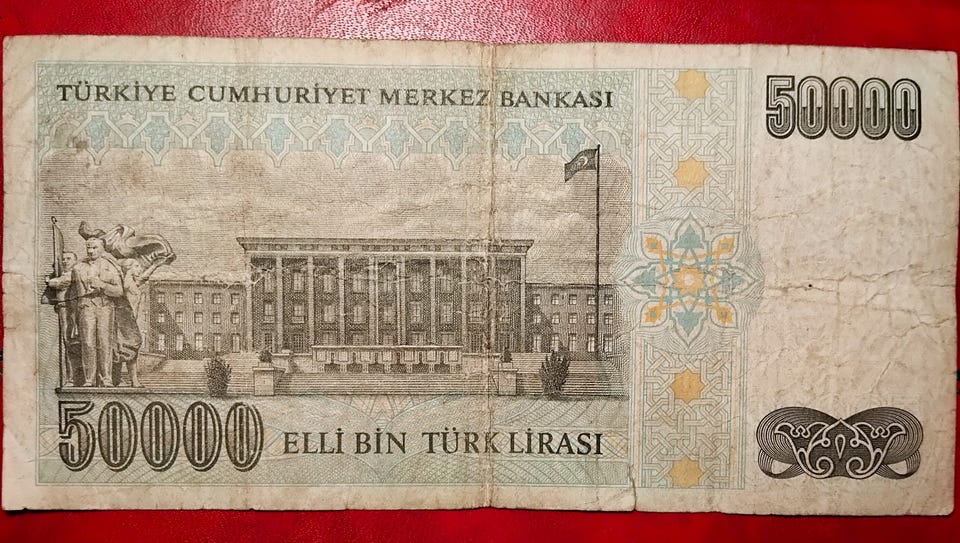 TÜRKİYE CUMHURİYET MERKEZ BANKASI
50000
50000
ELLİ BİN TÜRK LİRASI